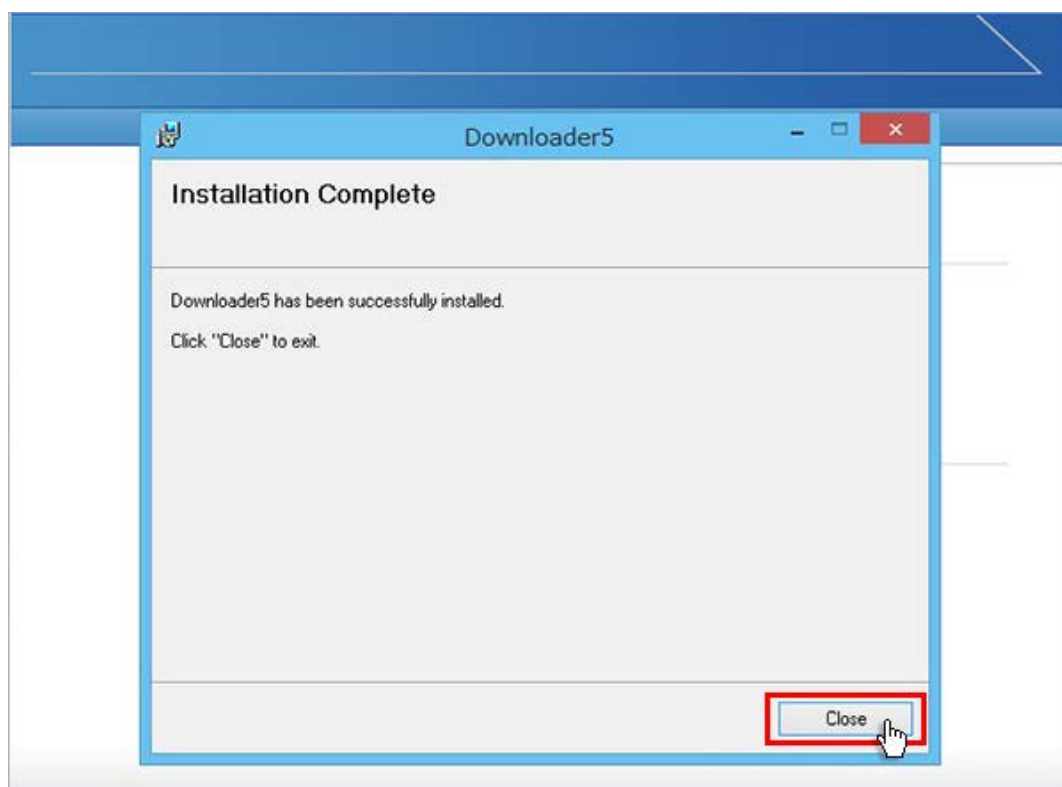 Downloader5
Installation Complete
Downloader5 has been successfully installed.
Click "Close" to exit.
Close